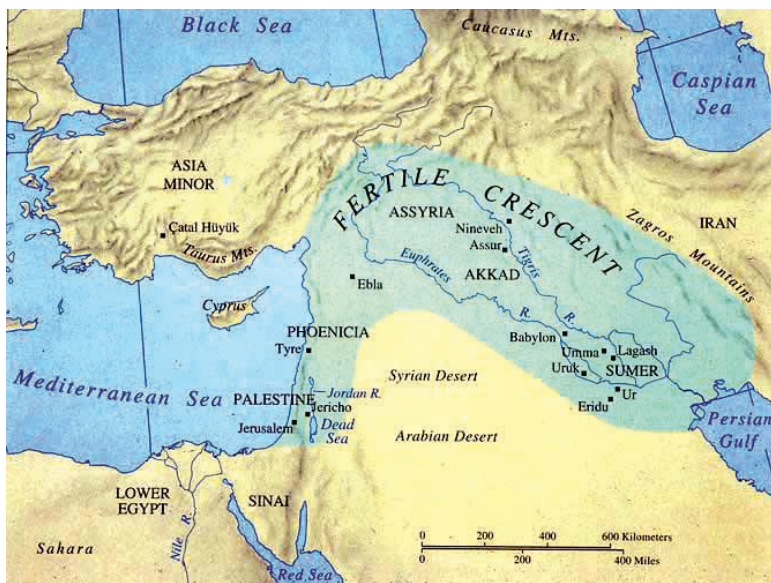 Black Sea
Caucasus Mts.
Caspian
Sea
ASIA
MINOR
FERTILE CRESCENT
ASSYRIA
Zagros Mountains
IRAN
Çatal Hüyük
Nineveh
Taurus Mts.
Assur
Tigris
R.
AKKAD
Euphrates
R.
Ebla
Cyprus
PHOENICIA
Babylon
Tyre
Umma
Lagash
Uruk
SUMER
Syrian Desert
Mediterranean Sea
PALESTINE
Jordan R.
Jericho
Ur
Eridu
Jerusalem
Dead
Sea
Arabian Desert
Persian
Gulf
LOWER
EGYPT
SINAI
Nile R.
Sahara
Red Sea
0 200 400 600 Kilometers
0 200 400 Miles